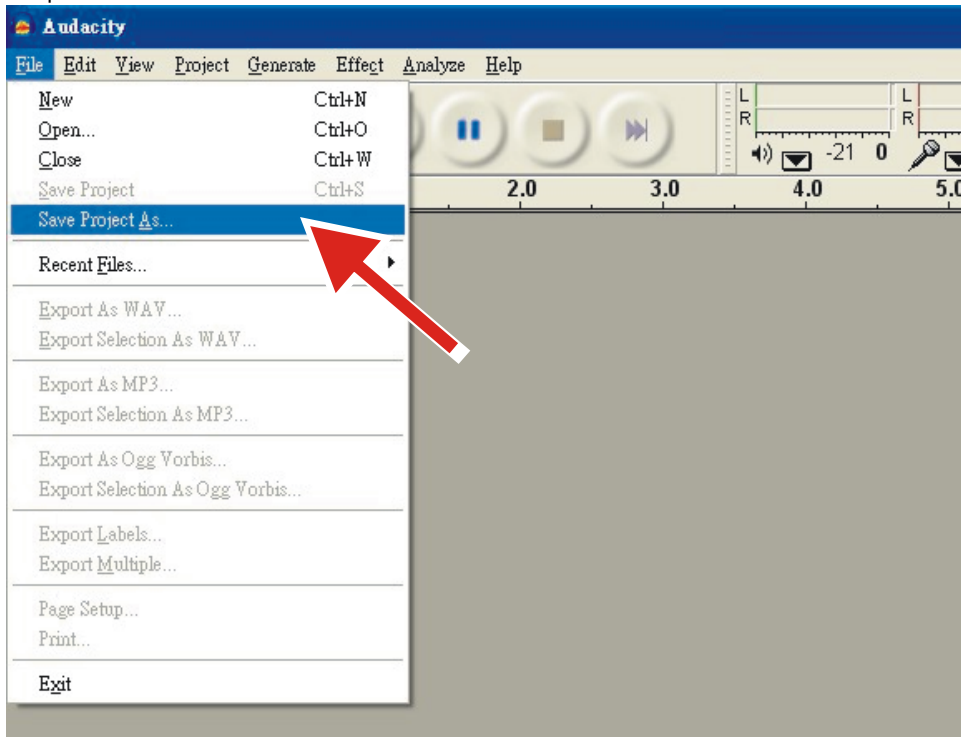 Audacity
File Edit View Project Generate Effect Analyze Help
New Ctrl+N
Open... Ctrl+O
Close Ctrl+W
Save Project Ctrl+S
Save Project As...
Recent Files...
Export As WAV...
Export Selection As WAV...
Export As MP3...
Export Selection As MP3...
Export As Ogg Vorbis...
Export Selection As Ogg Vorbis...
Export Labels...
Export Multiple...
Page Setup...
Print...
Exit
L L
R R
-21 0
2.0 3.0 4.0 5.0